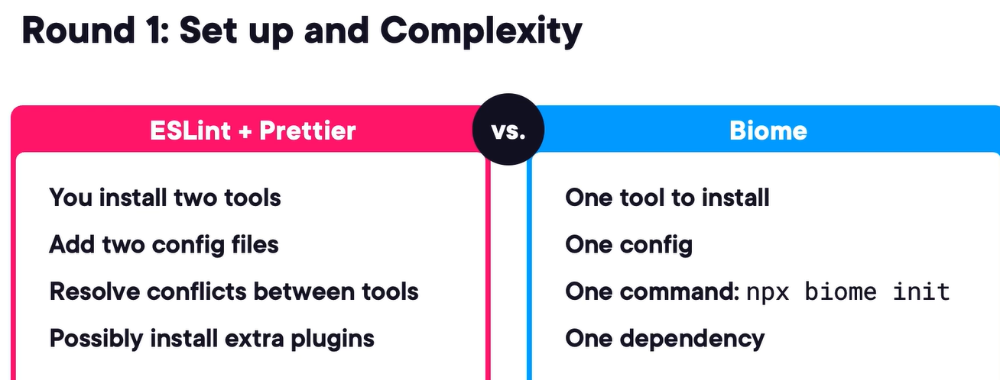 Round 1: Set up and Complexity
ESLint + Prettier
vs.
Biome
You install two tools
Add two config files
Resolve conflicts between tools
Possibly install extra plugins
One tool to install
One config
One command: npx biome init
One dependency